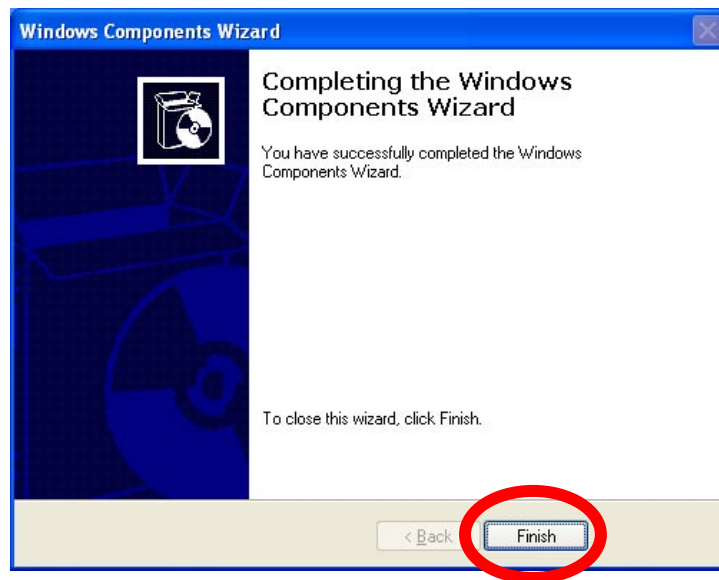 Windows Components Wizard
Completing the Windows
Components Wizard
You have successfully completed the Windows
Components Wizard.
To close this wizard, click Finish.
< Back
Finish